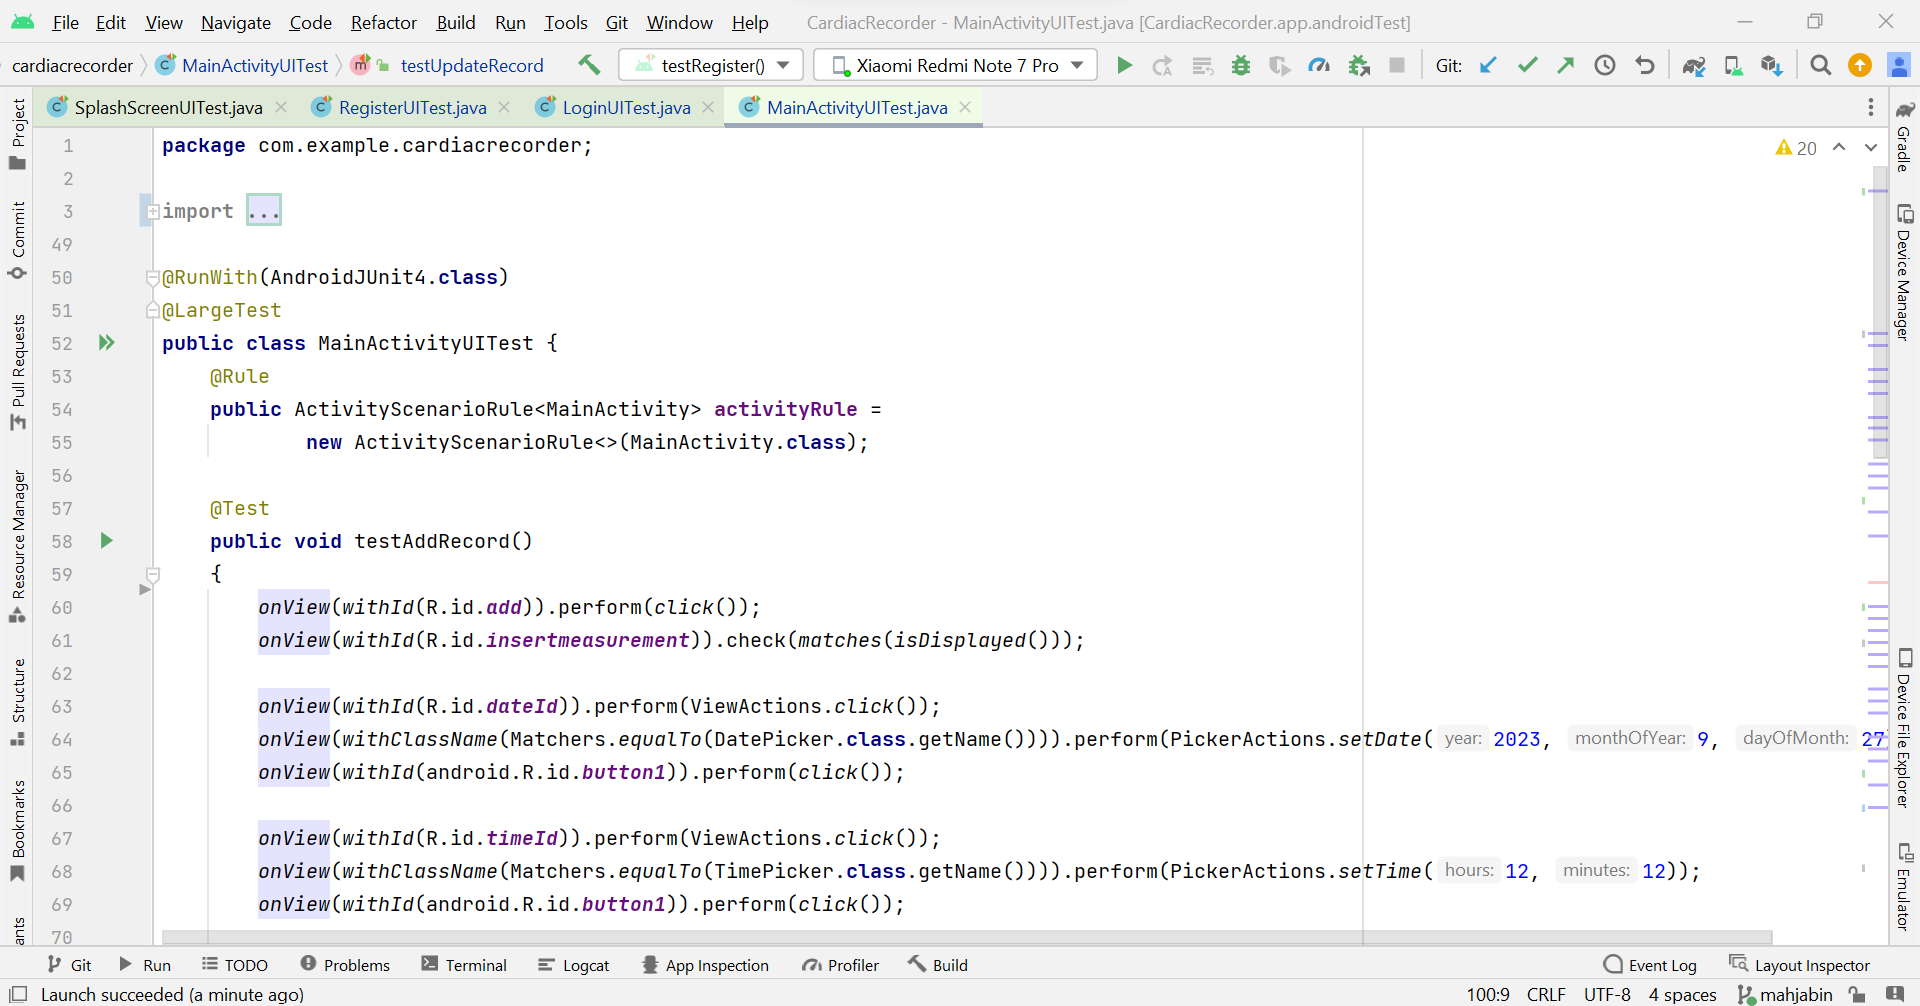 File Edit View Navigate Code Refactor Build Run Tools Git Window Help CardiacRecorder - MainActivityUITest.java [CardiacRecorder.app.androidTest]
cardiacrecorder MainActivityUITest m testUpdateRecord testRegister() Xiaomi Redmi Note 7 Pro Git:
SplashScreenUITest.java RegisterUITest.java LoginUITest.java MainActivityUITest.java
Project
Commit
Pull Requests
Resource Manager
Structure
Bookmarks
ants
1 package com.example.cardiacrecorder;
20
2
3 import ...
49
50 @RunWith(AndroidJUnit4.class)
51 @LargeTest
52 public class MainActivityUITest {
53 @Rule
54 public ActivityScenarioRule<MainActivity> activityRule =
55 new ActivityScenarioRule<>(MainActivity.class);
56
57 @Test
58 public void testAddRecord()
59 {
60 onView(withId(R.id.add)).perform(click());
61 onView(withId(R.id.insertmeasurement)).check(matches(isDisplayed()));
62
63 onView(withId(R.id.dateId)).perform(ViewActions.click());
64 onView(withClassName(Matchers.equalTo(DatePicker.class.getName()))).perform(PickerActions.setDate( year: 2023, monthOfYear: 9, dayOfMonth: 27
65 onView(withId(android.R.id.button1)).perform(click());
66
67 onView(withId(R.id.timeId)).perform(ViewActions.click());
68 onView(withClassName(Matchers.equalTo(TimePicker.class.getName()))).perform(PickerActions.setTime( hours: 12, minutes: 12));
69 onView(withId(android.R.id.button1)).perform(click());
70
Gradle
Device Manager
Device File Explorer
Emulator
Git Run TODO Problems Terminal Logcat App Inspection Profiler Build Event Log Layout Inspector
Launch succeeded (a minute ago) 100:9 CRLF UTF-8 4 spaces mahjabin